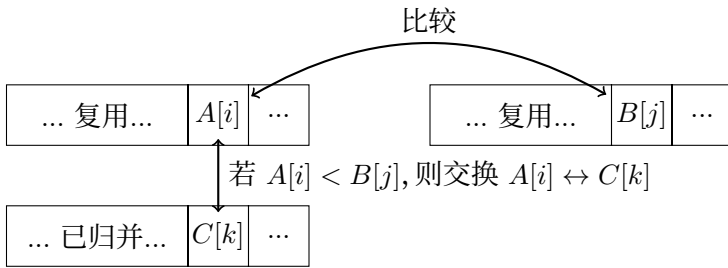 比较
... 复用... A[i] ... ... 复用... B[j] ...
若 A[i] < B[j], 则交换 A[i] ↔ C[k]
... 已归并... C[k] ...